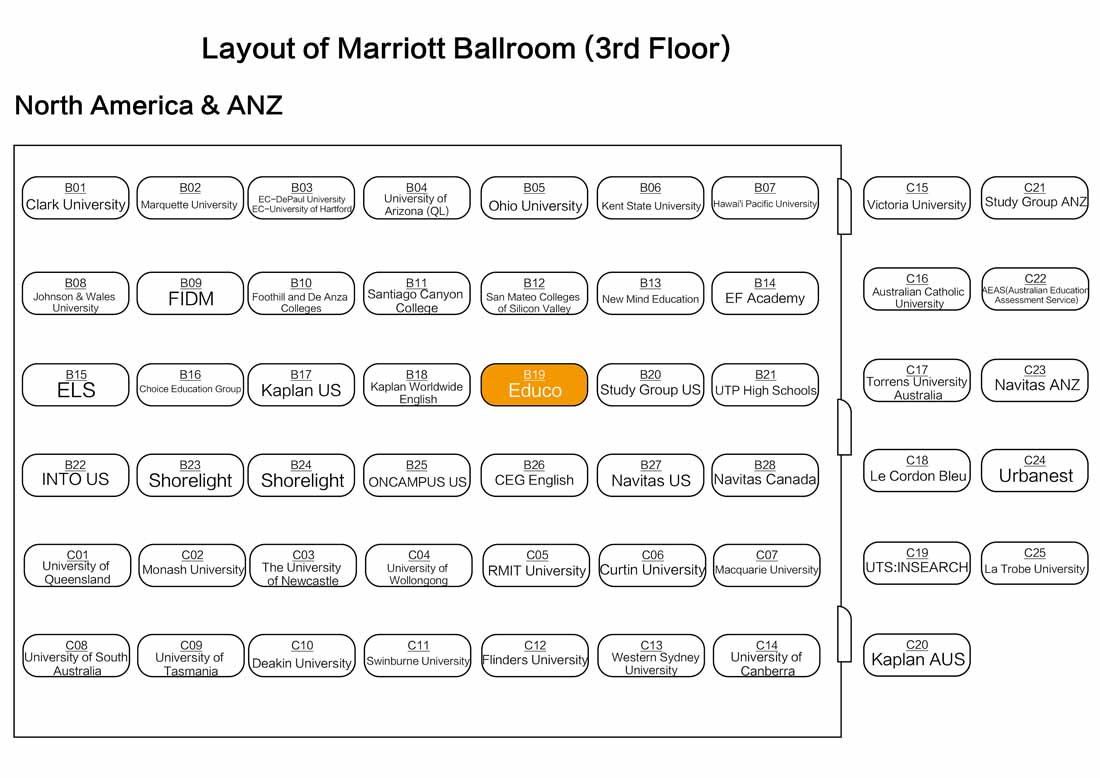 Layout of Marriott Ballroom (3rd Floor)
North America & ANZ
B01
Clark University
B02
Marquette University
B03
EC-DePaul University
EC-University of Hartford
B04
University of
Arizona (QL)
B05
Ohio University
B06
Kent State University
B07
Hawai'i Pacific University
C15
Victoria University
C21
Study Group ANZ
B08
Johnson & Wales
University
B09
FIDM
B10
Foothill and De Anza
Colleges
B11
Santiago Canyon
College
B12
San Mateo Colleges
of Silicon Valley
B13
New Mind Education
B14
EF Academy
C16
Australian Catholic
University
C22
AEAS(Australian Education
Assessment Service)
B15
ELS
B16
Choice Education Group
B17
Kaplan US
B18
Kaplan Worldwide
English
B19
Educo
B20
Study Group US
B21
UTP High Schools
C17
Torrens University
Australia
C23
Navitas ANZ
B22
INTO US
B23
Shorelight
B24
Shorelight
B25
ONCAMPUS US
B26
CEG English
B27
Navitas US
B28
Navitas Canada
C18
Le Cordon Bleu
C24
Urbanest
C01
University of
Queensland
C02
Monash University
C03
The University
of Newcastle
C04
University of
Wollongong
C05
RMIT University
C06
Curtin University
C07
Macquarie University
C19
UTS:INSEARCH
C25
La Trobe University
C08
University of South
Australia
C09
University of
Tasmania
C10
Deakin University
C11
Swinburne University
C12
Flinders University
C13
Western Sydney
University
C14
University of
Canberra
C20
Kaplan AUS